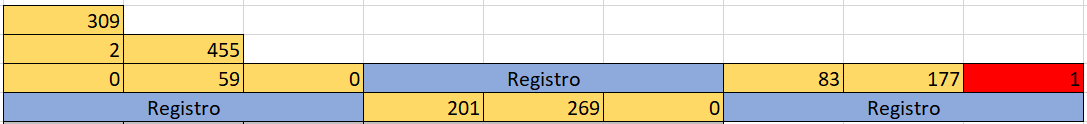 309
2 455
0 59 0 Registro 83 177 1
Registro 201 269 0 Registro